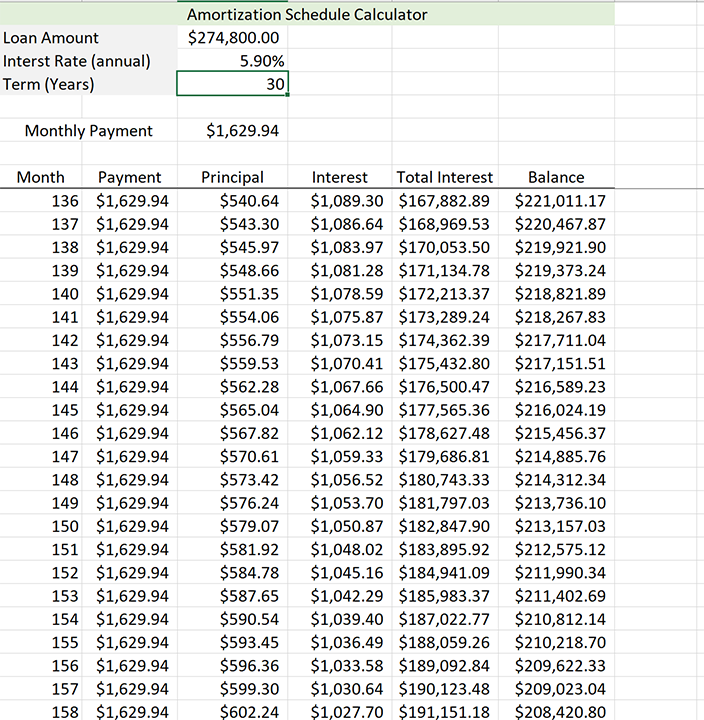 Amortization Schedule Calculator
Loan Amount $274,800.00
Interst Rate (annual) 5.90%
Term (Years) 30
Monthly Payment $1,629.94
Month Payment Principal Interest Total Interest Balance
136 $1,629.94 $540.64 $1,089.30 $167,882.89 $221,011.17
137 $1,629.94 $543.30 $1,086.64 $168,969.53 $220,467.87
138 $1,629.94 $545.97 $1,083.97 $170,053.50 $219,921.90
139 $1,629.94 $548.66 $1,081.28 $171,134.78 $219,373.24
140 $1,629.94 $551.35 $1,078.59 $172,213.37 $218,821.89
141 $1,629.94 $554.06 $1,075.87 $173,289.24 $218,267.83
142 $1,629.94 $556.79 $1,073.15 $174,362.39 $217,711.04
143 $1,629.94 $559.53 $1,070.41 $175,432.80 $217,151.51
144 $1,629.94 $562.28 $1,067.66 $176,500.47 $216,589.23
145 $1,629.94 $565.04 $1,064.90 $177,565.36 $216,024.19
146 $1,629.94 $567.82 $1,062.12 $178,627.48 $215,456.37
147 $1,629.94 $570.61 $1,059.33 $179,686.81 $214,885.76
148 $1,629.94 $573.42 $1,056.52 $180,743.33 $214,312.34
149 $1,629.94 $576.24 $1,053.70 $181,797.03 $213,736.10
150 $1,629.94 $579.07 $1,050.87 $182,847.90 $213,157.03
151 $1,629.94 $581.92 $1,048.02 $183,895.92 $212,575.12
152 $1,629.94 $584.78 $1,045.16 $184,941.09 $211,990.34
153 $1,629.94 $587.65 $1,042.29 $185,983.37 $211,402.69
154 $1,629.94 $590.54 $1,039.40 $187,022.77 $210,812.14
155 $1,629.94 $593.45 $1,036.49 $188,059.26 $210,218.70
156 $1,629.94 $596.36 $1,033.58 $189,092.84 $209,622.33
157 $1,629.94 $599.30 $1,030.64 $190,123.48 $209,023.04
158 $1,629.94 $602.24 $1,027.70 $191,151.18 $208,420.80